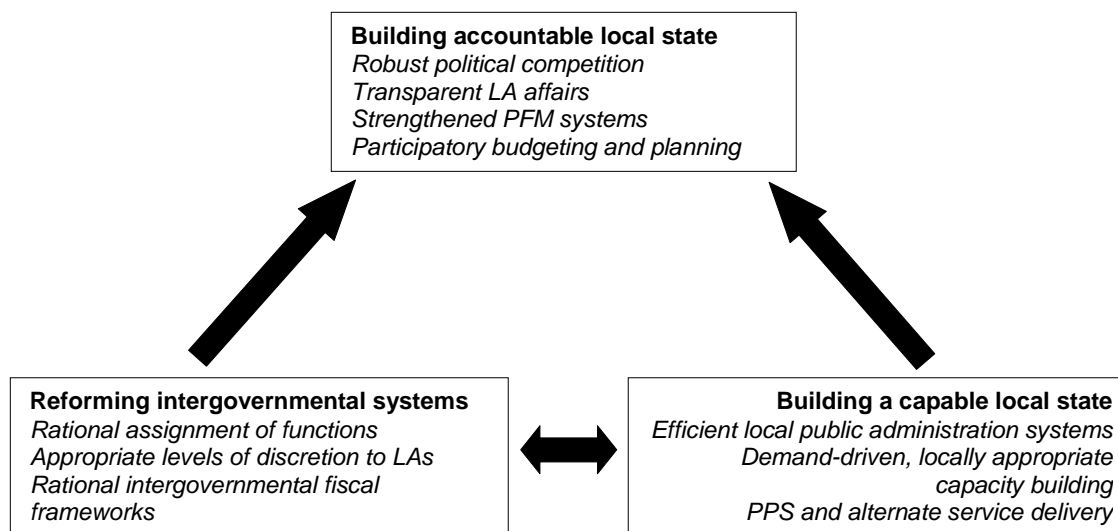 Building accountable local state
Robust political competition
Transparent LA affairs
Strengthened PFM systems
Participatory budgeting and planning
Reforming intergovernmental systems
Rational assignment of functions
Appropriate levels of discretion to LAs
Rational intergovernmental fiscal
frameworks
Building a capable local state
Efficient local public administration systems
Demand-driven, locally appropriate
capacity building
PPS and alternate service delivery